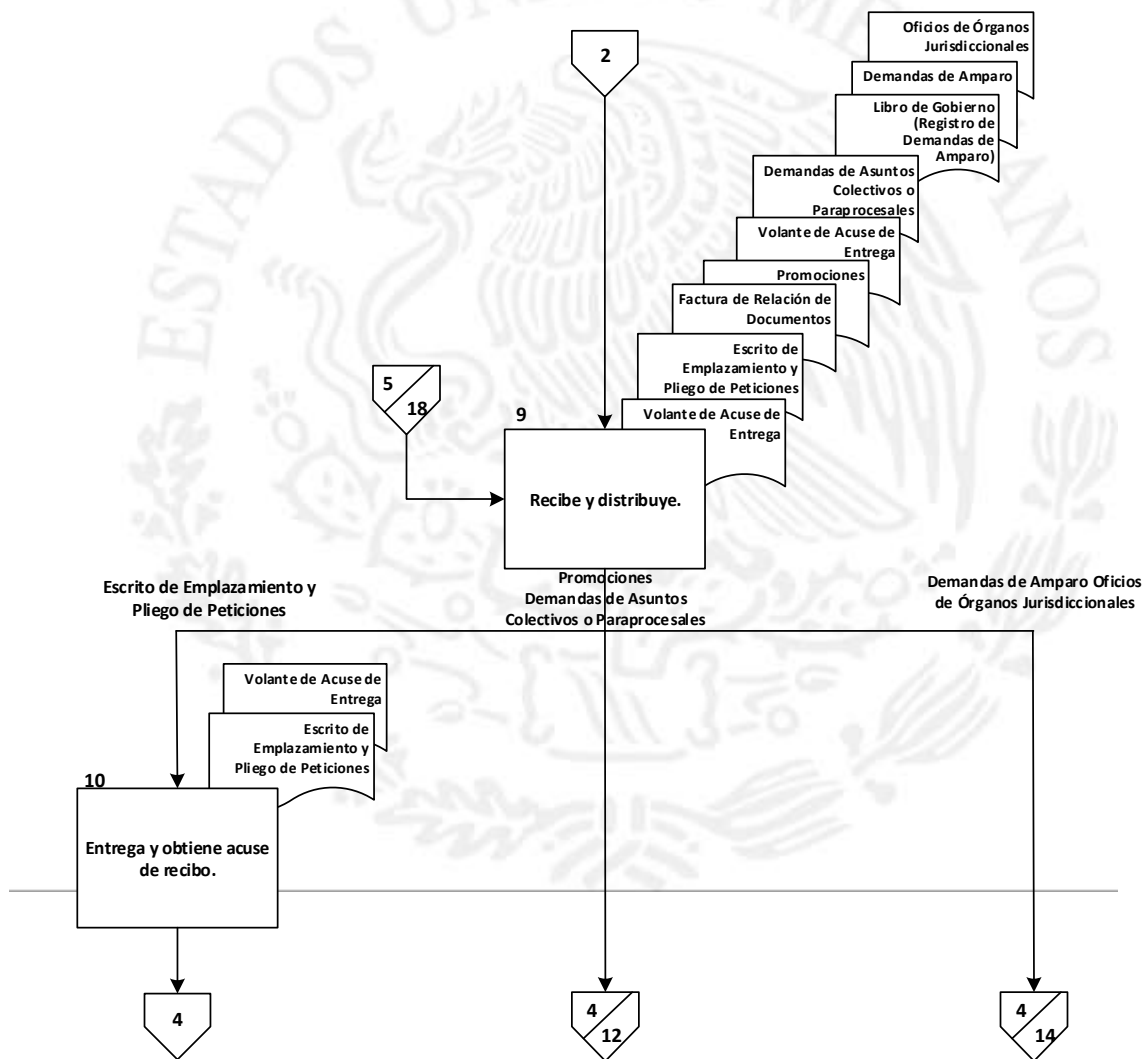 ESTADOS UNIDOS MEXICANOS
2
Oficios de Órganos
Jurisdiccionales
Demandas de Amparo
Libro de Gobierno
(Registro de
Demandas de
Amparo)
Demandas de Asuntos
Colectivos o
Paraprocesales
Volante de Acuse de
Entrega
Promociones
Factura de Relación de
Documentos
Escrito de
Emplazamiento y
Pliego de Peticiones
Volante de Acuse de
Entrega
5
18
9
Recibe y distribuye.
Escrito de Emplazamiento y
Pliego de Peticiones
Promociones
Demandas de Asuntos
Colectivos o Paraprocesales
Demandas de Amparo Oficios
de Órganos Jurisdiccionales
Volante de Acuse de
Entrega
Escrito de
Emplazamiento y
Pliego de Peticiones
10
Entrega y obtiene acuse
de recibo.
4
4
12
4
14